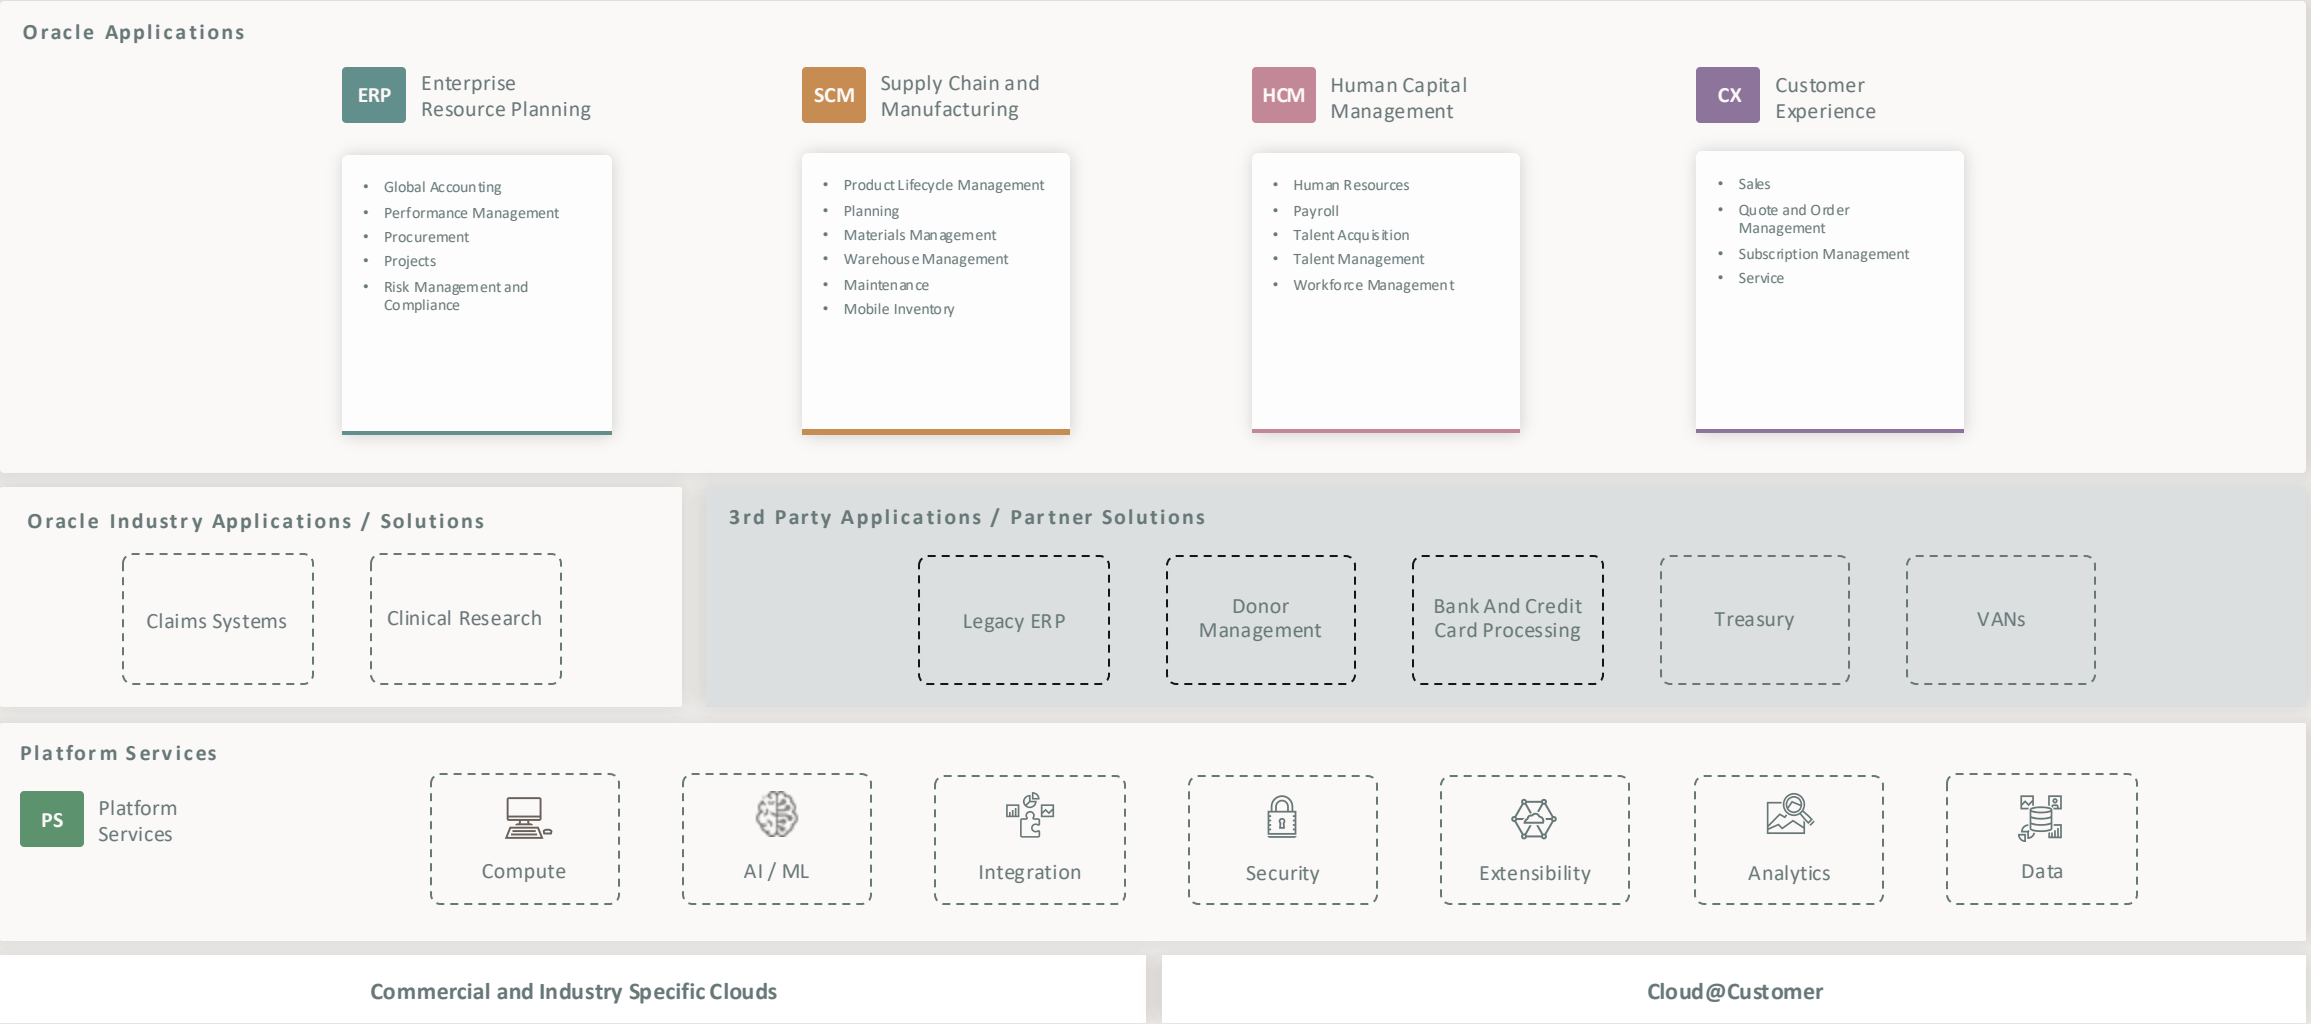 Oracle Applications
ERP
Enterprise
Resource Planning
• Global Accounting
• Performance Management
• Procurement
• Projects
• Risk Management and
Compliance
SCM
Supply Chain and
Manufacturing
• Product Lifecycle Management
• Planning
• Materials Management
• Warehouse Management
• Maintenance
• Mobile Inventory
HCM
Human Capital
Management
• Human Resources
• Payroll
• Talent Acquisition
• Talent Management
• Workforce Management
CX
Customer
Experience
• Sales
• Quote and Order
Management
• Subscription Management
• Service
Oracle Industry Applications / Solutions
Claims Systems
Clinical Research
3rd Party Applications / Partner Solutions
Legacy ERP
Donor
Management
Bank And Credit
Card Processing
Treasury
VANs
Platform Services
PS
Platform
Services
Compute
AI / ML
Integration
Security
Extensibility
Analytics
Data
Commercial and Industry Specific Clouds
Cloud@Customer